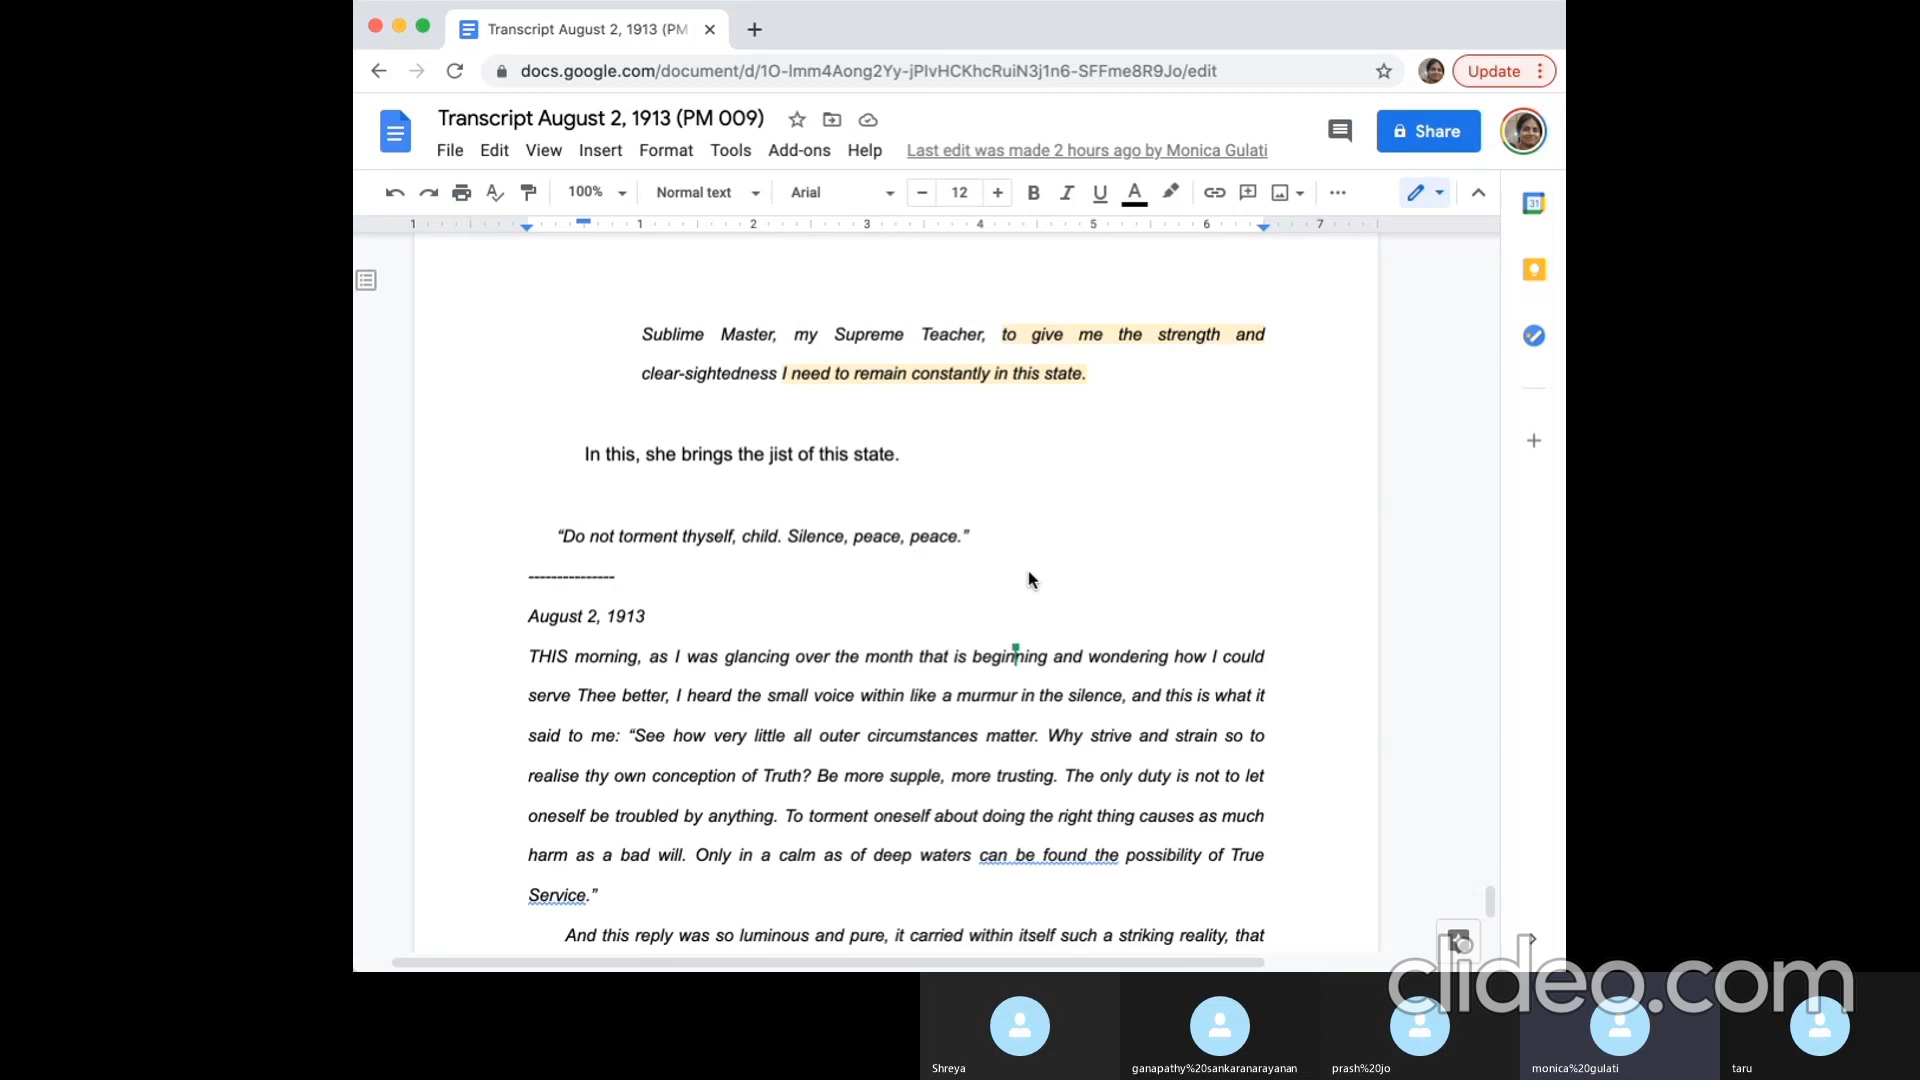 Transcript August 2, 1913 (PM
docs.google.com/document/d/1O-lmm4Aong2Yy-jPlvHCKhcRuiN3j1n6-SFFme8R9Jo/edit
Update
Transcript August 2, 1913 (PM 009)
Share
File Edit View Insert Format Tools Add-ons Help Last edit was made 2 hours ago by Monica Gulati
100% Normal text Arial 12 B I U A
1 1 2 3 4 5 6 7
31
Sublime Master, my Supreme Teacher, to give me the strength and
clear-sightedness I need to remain constantly in this state.
In this, she brings the jist of this state.
“Do not torment thyself, child. Silence, peace, peace.”
---------------
August 2, 1913
THIS morning, as I was glancing over the month that is beginning and wondering how I could
serve Thee better, I heard the small voice within like a murmur in the silence, and this is what it
said to me: “See how very little all outer circumstances matter. Why strive and strain so to
realise thy own conception of Truth? Be more supple, more trusting. The only duty is not to let
oneself be troubled by anything. To torment oneself about doing the right thing causes as much
harm as a bad will. Only in a calm as of deep waters can be found the possibility of True
Service.”
And this reply was so luminous and pure, it carried within itself such a striking reality, that
clideo.com
Shreya
ganapathy%20sankaranarayanan
prash%20jo
monica%20gulati
taru